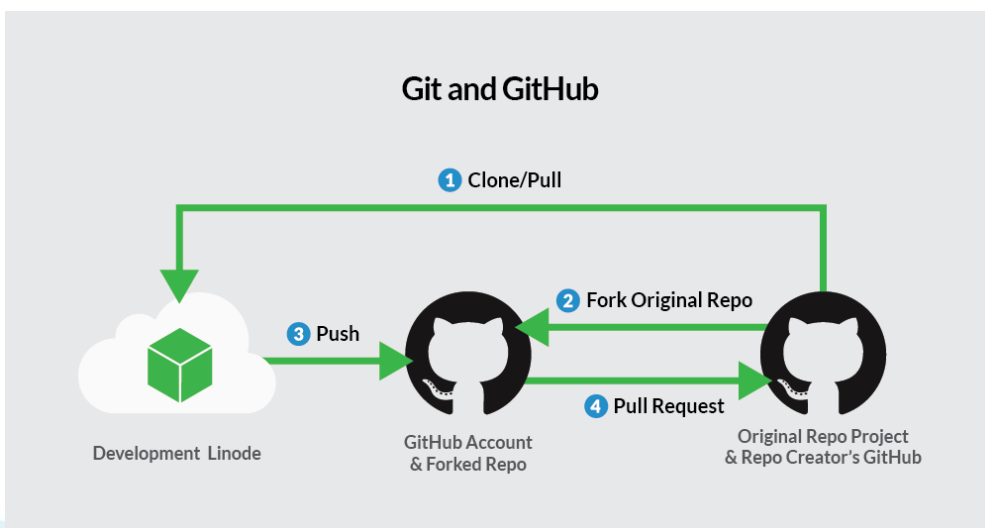 Git and GitHub
1 Clone/Pull
2 Fork Original Repo
3 Push
4 Pull Request
Development Linode
GitHub Account
& Forked Repo
Original Repo Project
& Repo Creator's GitHub